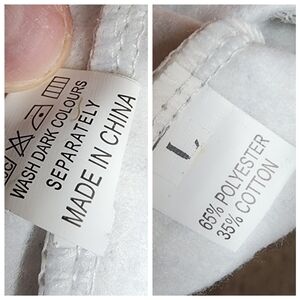 WASH DARK COLOURS
SEPARATELY
MADE IN CHINA
L
65% POLYESTER
35% COTTON